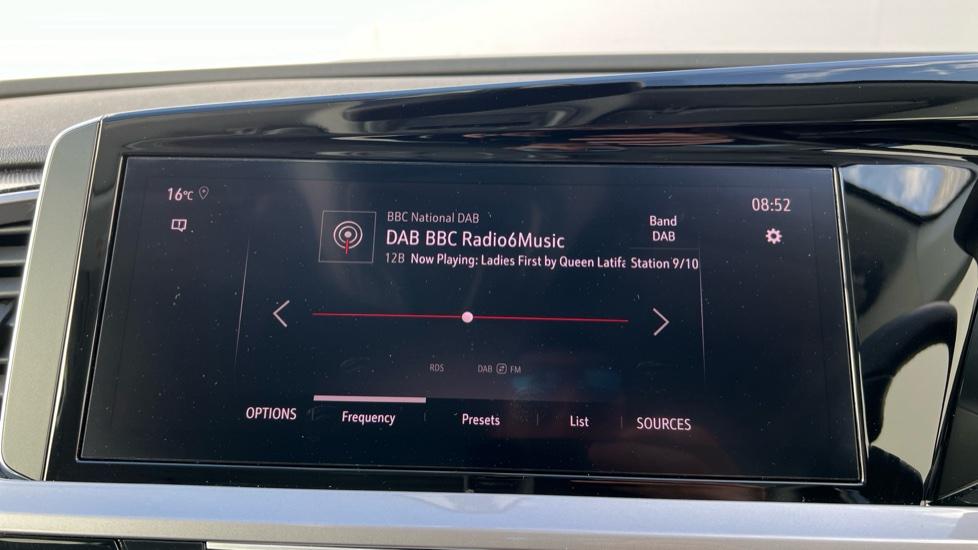 16°C
08:52
BBC National DAB
DAB BBC Radio6Music
12B Now Playing: Ladies First by Queen Latifa
Band
DAB
Station 9/10
RDS DAB FM
OPTIONS Frequency Presets List SOURCES